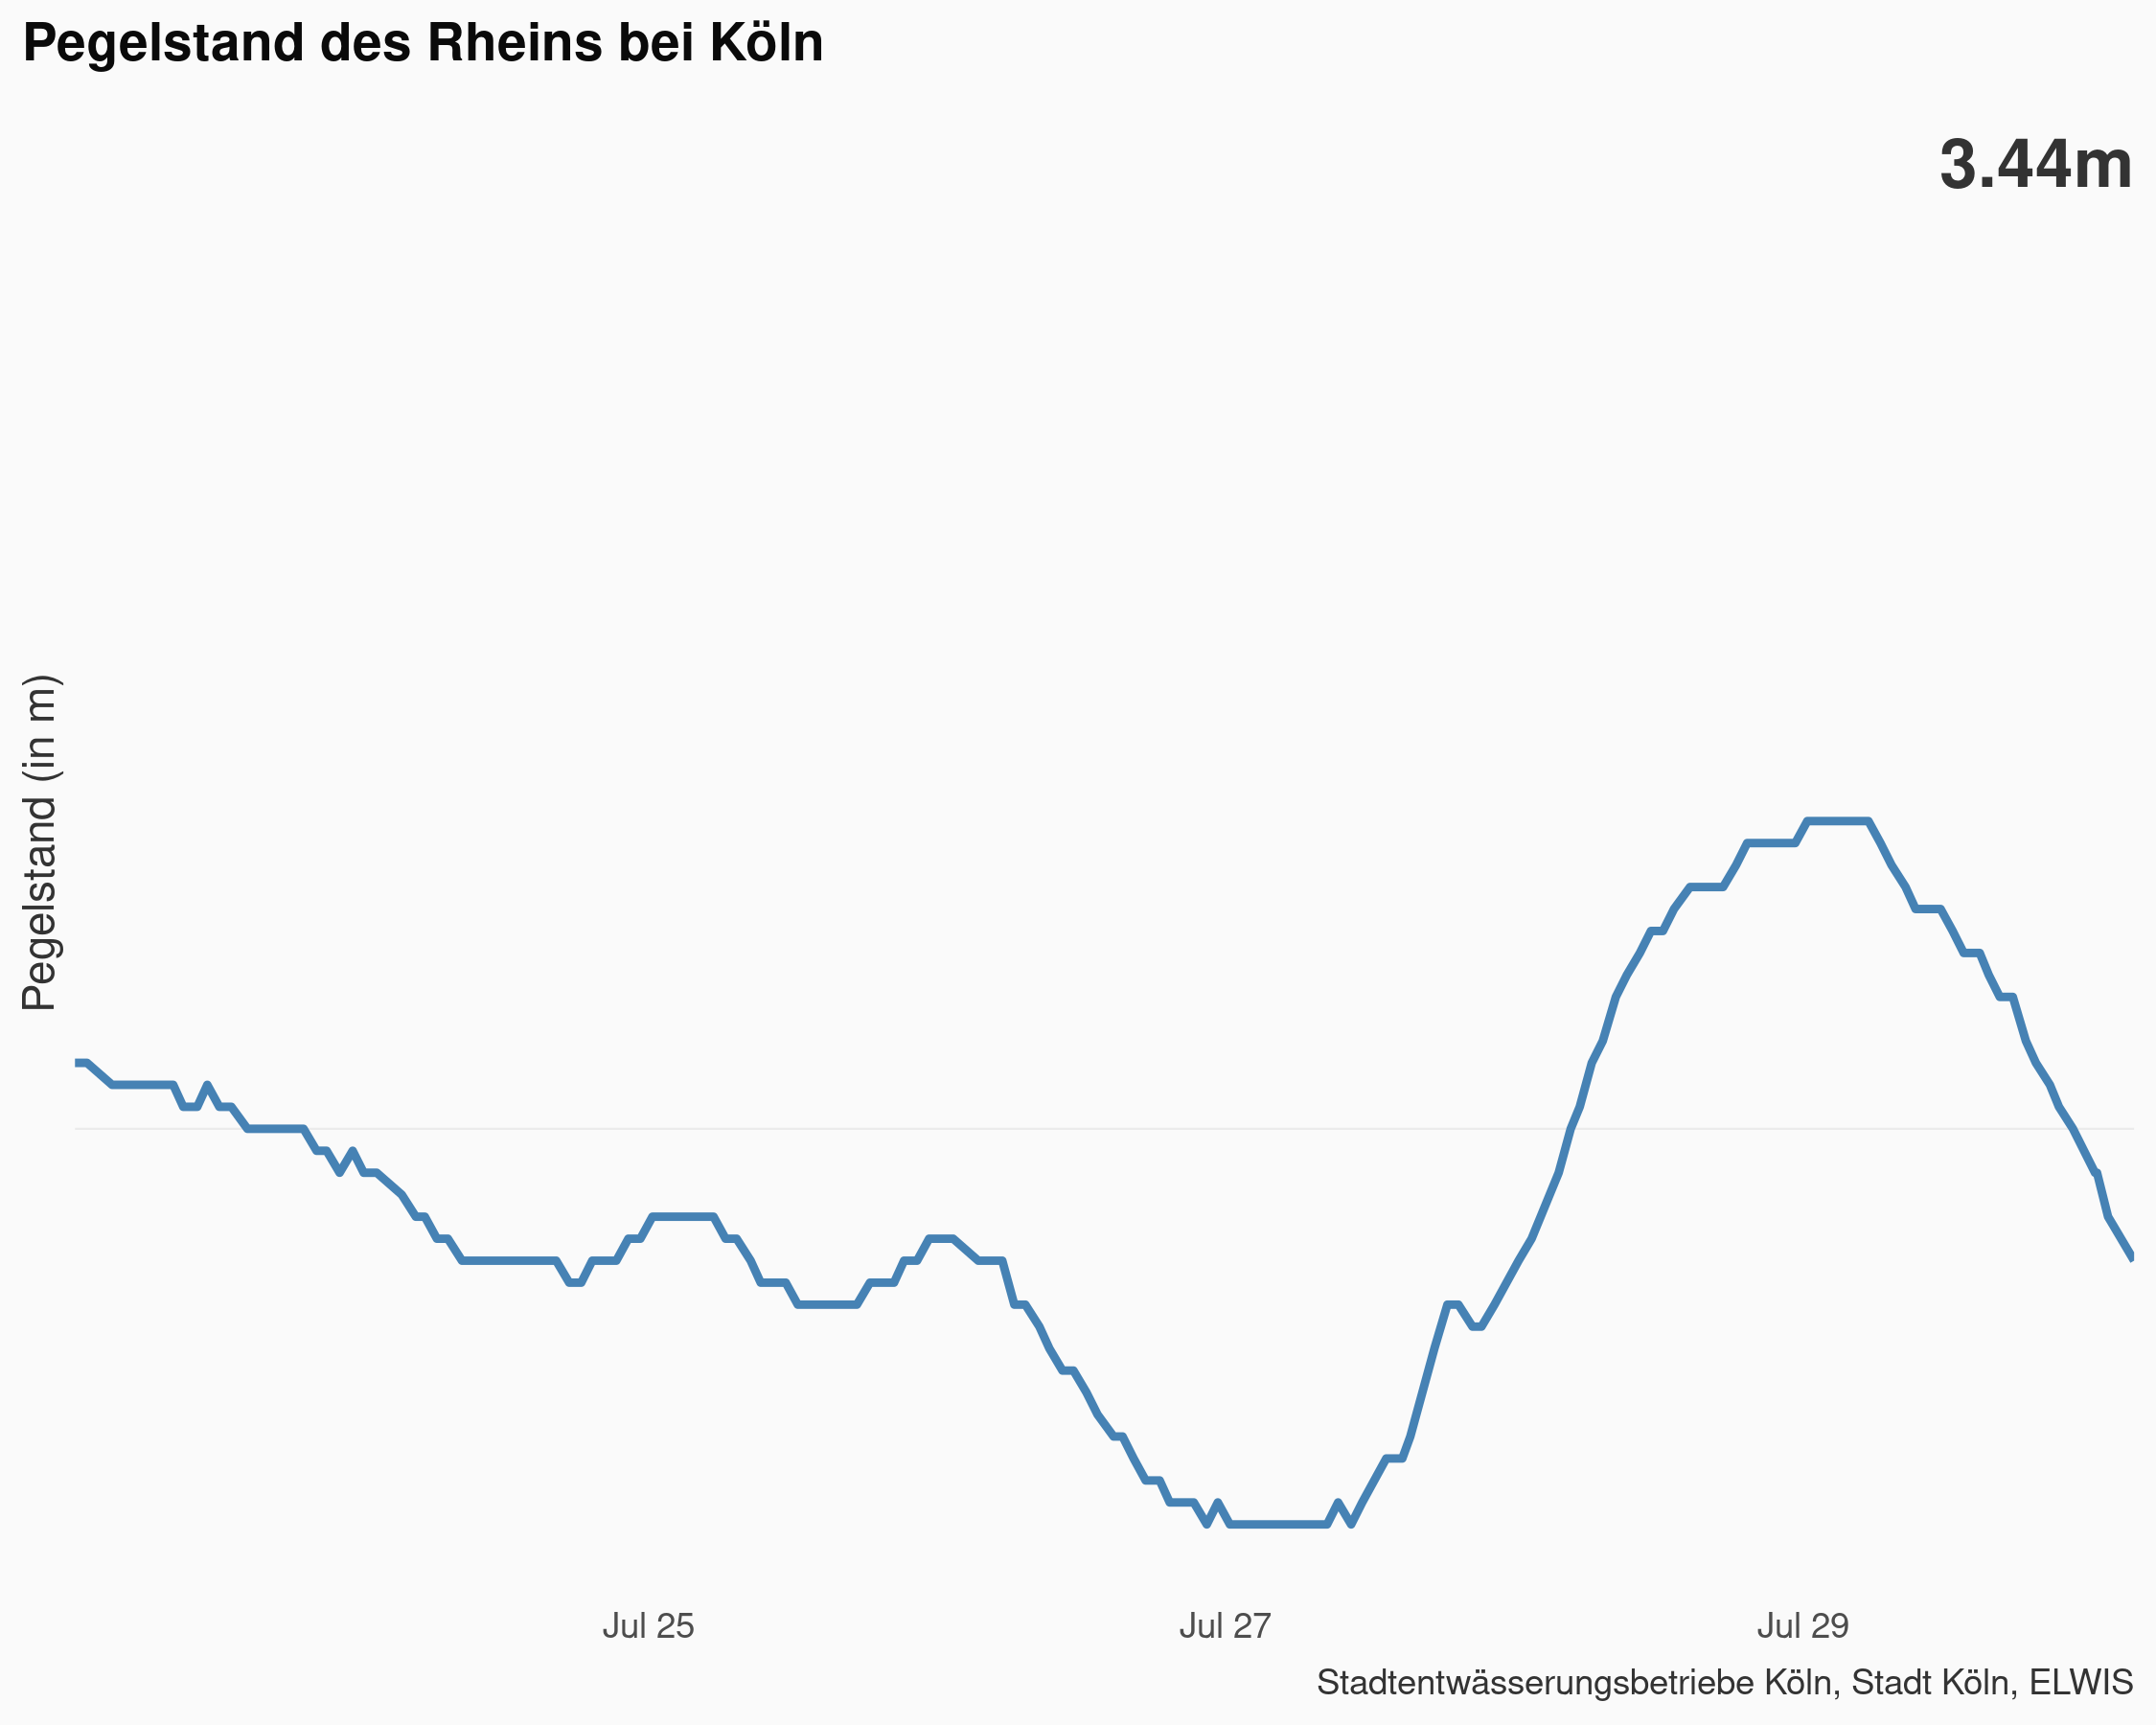 Pegelstand des Rheins bei Köln
3.44m
Pegelstand (in m)
Jul 25
Jul 27
Jul 29
Stadtentwässerungsbetriebe Köln, Stadt Köln, ELWIS